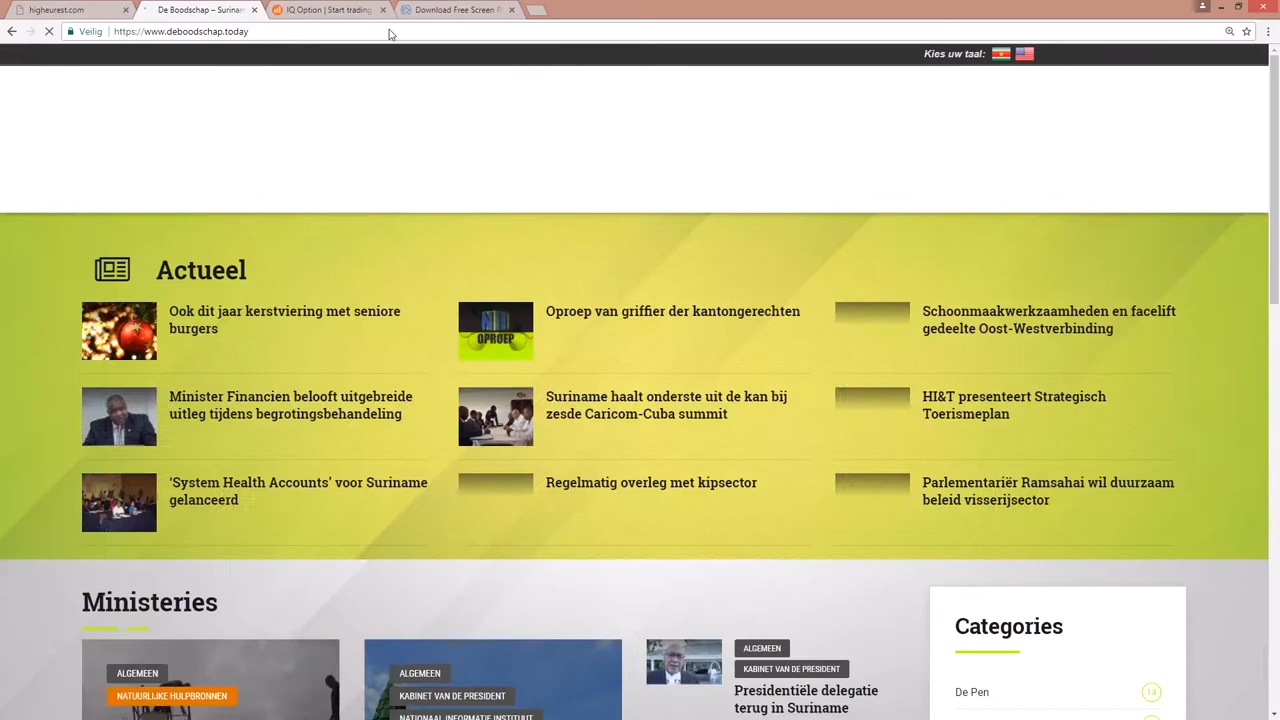 higheurest.com
De Boodschap – Surinam
IQ Option | Start trading
Download Free Screen R
Veilig
https://www.deboodschap.today
Kies uw taal:
Actueel
Ook dit jaar kerstviering met seniore
burgers
Oproep van griffier der kantongerechten
Schoonmaakwerkzaamheden en facelift
gedeelte Oost-Westverbinding
OPROEP
Minister Financien belooft uitgebreide
uitleg tijdens begrotingsbehandeling
Suriname haalt onderste uit de kan bij
zesde Caricom-Cuba summit
HI&T presenteert Strategisch
Toerismeplan
‘System Health Accounts’ voor Suriname
gelanceerd
Regelmatig overleg met kipsector
Parlementariër Ramsahai wil duurzaam
beleid visserijsector
Ministeries
Categories
ALGEMEEN
NATUURLIJKE HULPBRONNEN
ALGEMEEN
KABINET VAN DE PRESIDENT
NATIONAAL INFORMATIE INSTITUUT
ALGEMEEN
KABINET VAN DE PRESIDENT
Presidentiële delegatie
terug in Suriname
De Pen
14